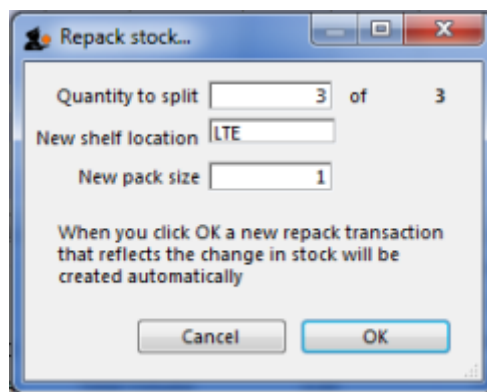 Repack stock...
Quantity to split 3 of 3
New shelf location LTE
New pack size 1
When you click OK a new repack transaction
that reflects the change in stock will be
created automatically
Cancel OK